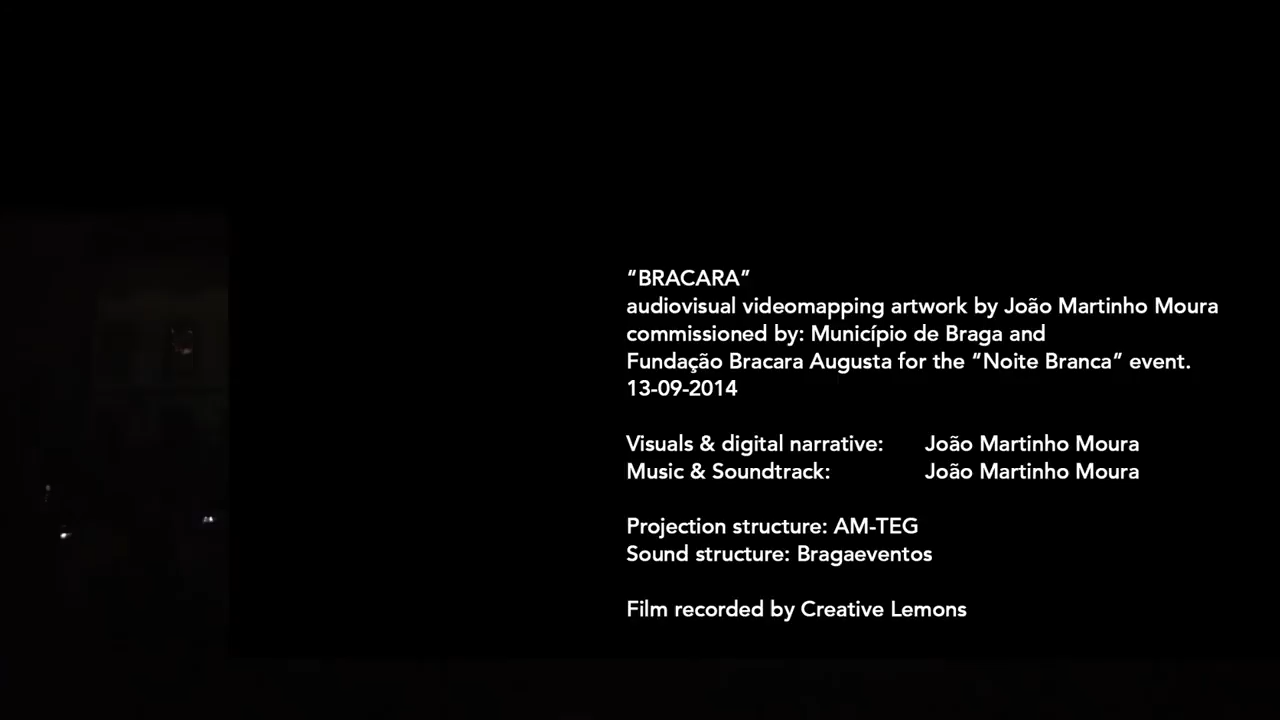 “BRACARA”
audiovisual videomapping artwork by João Martinho Moura
commissioned by: Município de Braga and
Fundação Bracara Augusta for the “Noite Branca” event.
13-09-2014
Visuals & digital narrative: João Martinho Moura
Music & Soundtrack: João Martinho Moura
Projection structure: AM-TEG
Sound structure: Bragaeventos
Film recorded by Creative Lemons